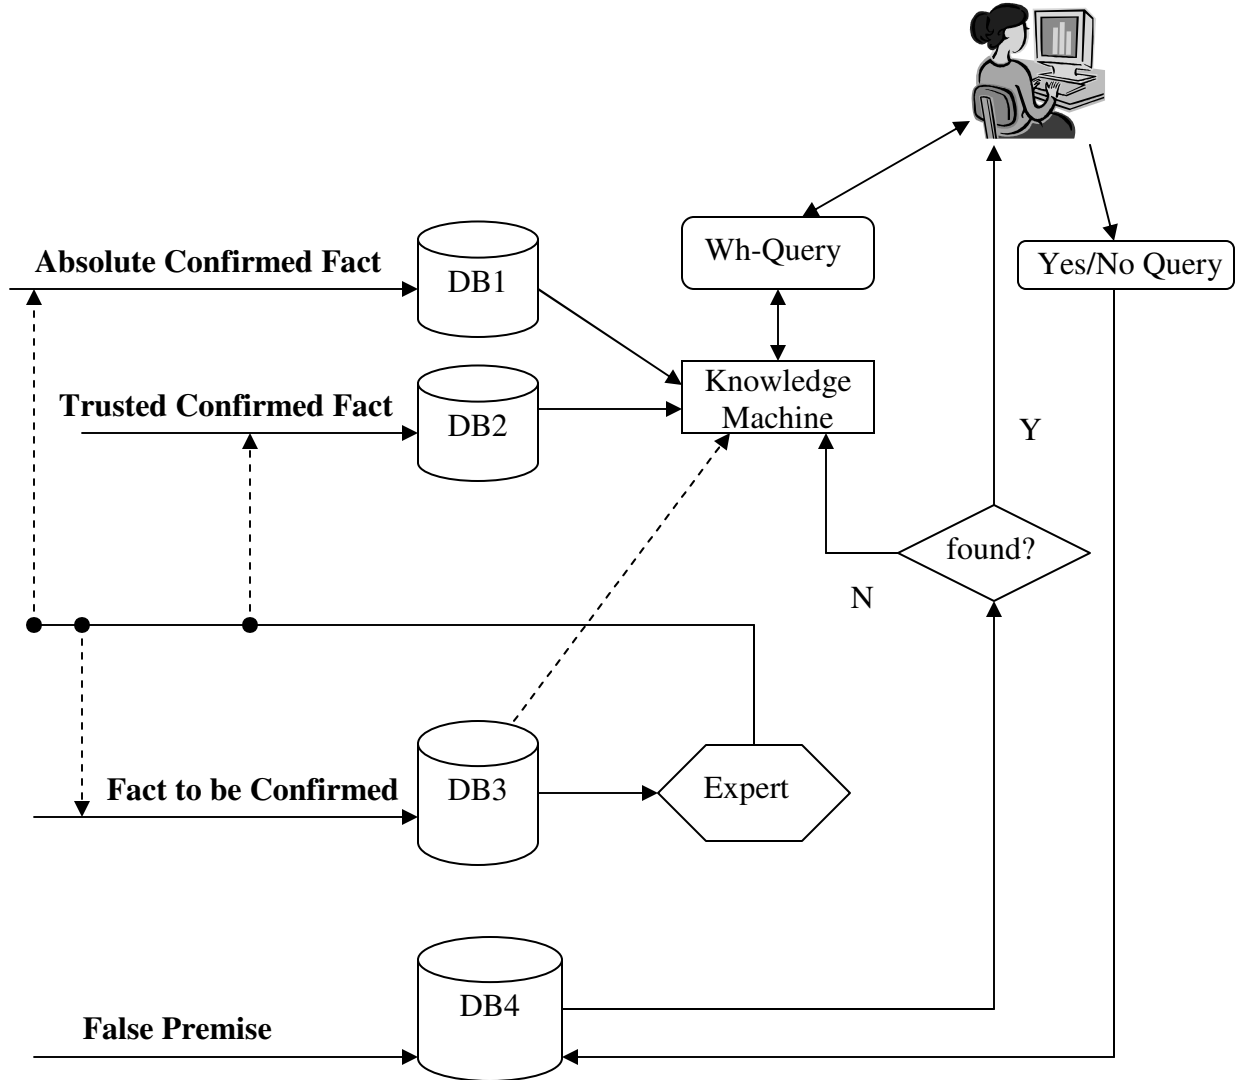 Wh-Query
Yes/No Query
Absolute Confirmed Fact
DB1
Knowledge
Machine
Trusted Confirmed Fact
DB2
Y
found?
N
Fact to be Confirmed
DB3
Expert
DB4
False Premise